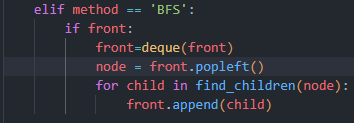 elif method == 'BFS':
if front:
front=deque(front)
node = front.popleft()
for child in find_children(node):
front.append(child)